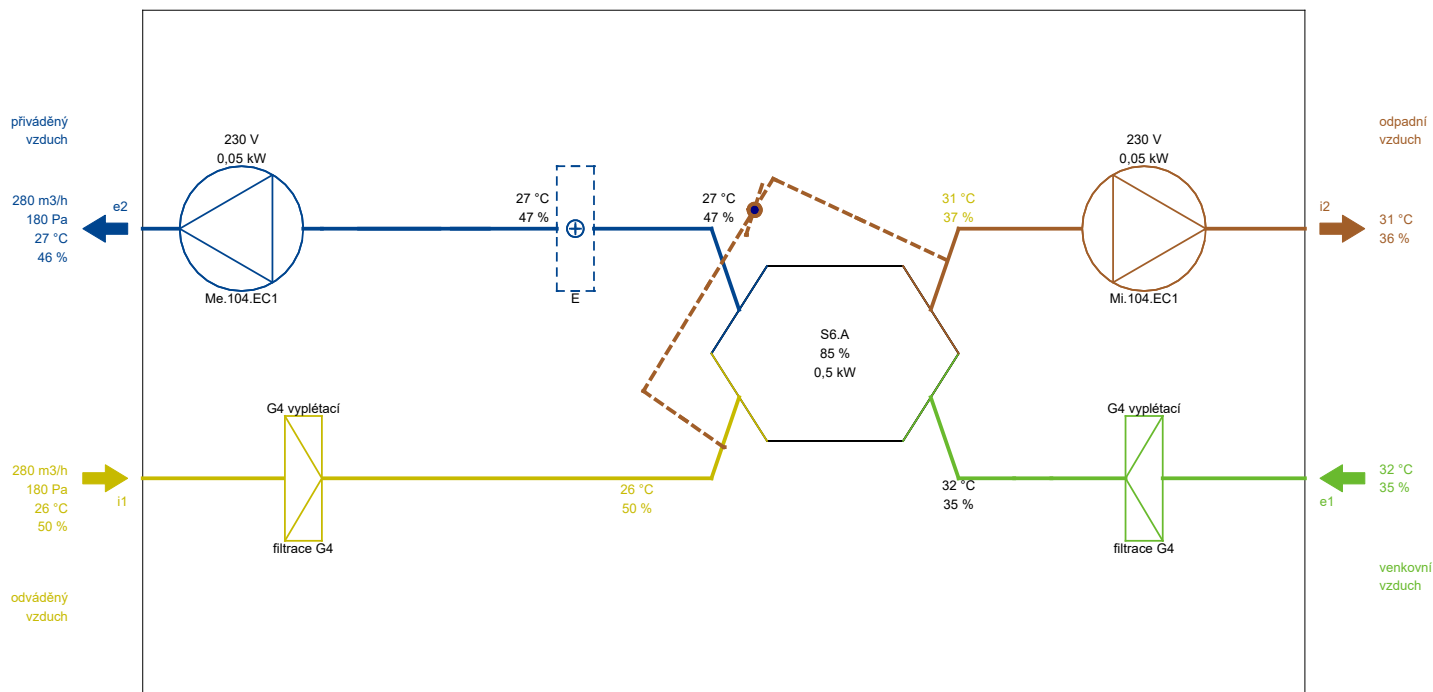 přiváděný
vzduch
230 V
0,05 kW
230 V
0,05 kW
odpadní
vzduch
280 m3/h
180 Pa
27 °C
46 %
e2
27 °C
47 %
27 °C
47 %
31 °C
37 %
i2
31 °C
36 %
Me.104.EC1
E
Mi.104.EC1
S6.A
85 %
0,5 kW
G4 vyplétací
G4 vyplétací
280 m3/h
180 Pa
26 °C
50 %
i1
26 °C
50 %
32 °C
35 %
e1
32 °C
35 %
filtrace G4
filtrace G4
odváděný
vzduch
venkovní
vzduch